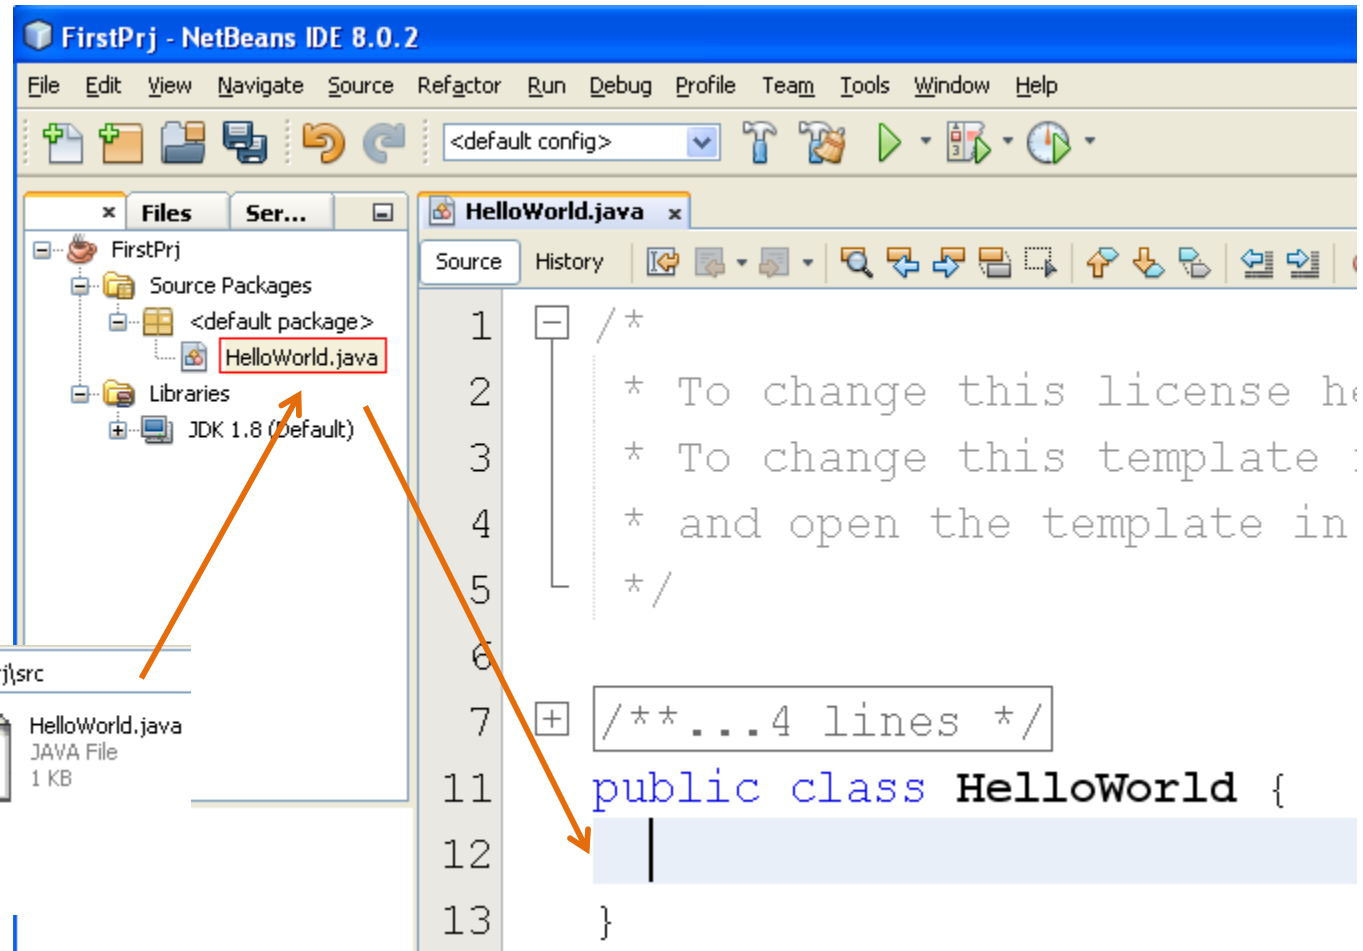 FirstPrj - NetBeans IDE 8.0.2
File Edit View Navigate Source Refactor Run Debug Profile Team Tools Window Help
<default config>
Files Ser... HelloWorld.java
FirstPrj
Source Packages
<default package>
HelloWorld.java
Libraries
JDK 1.8 (Default)
j\src
HelloWorld.java
JAVA File
1 KB
Source History
1 /*
2 * To change this license he
3 * To change this template
4 * and open the template in
5 */
6
7 /**...4 lines */
11 public class HelloWorld {
12
13 }